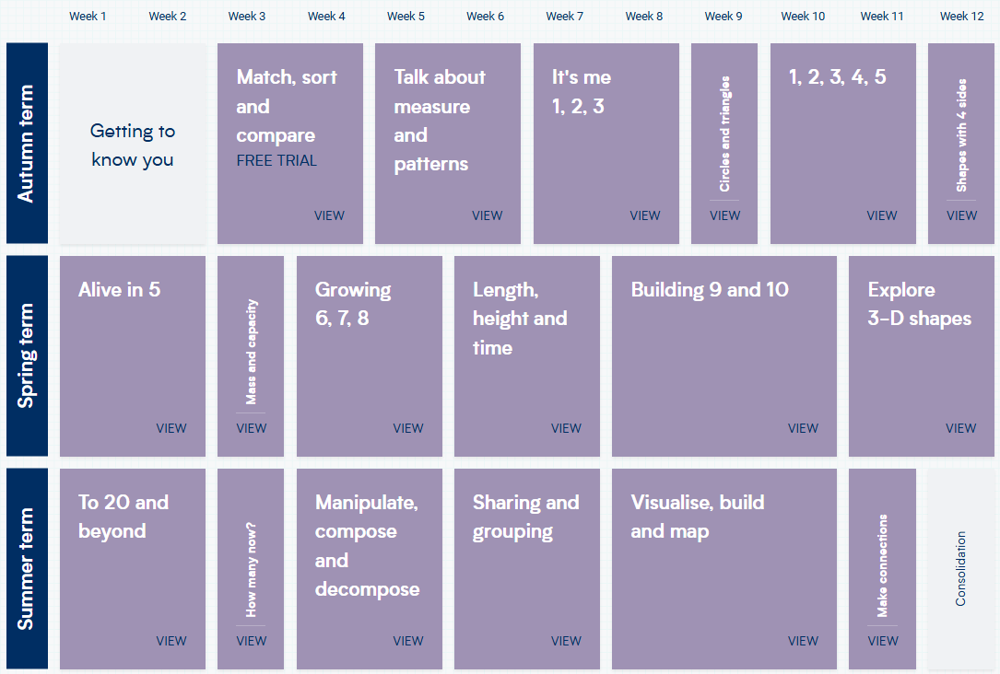 Week 1 Week 2 Week 3 Week 4 Week 5 Week 6 Week 7 Week 8 Week 9 Week 10 Week 11 Week 12
Autumn term
Getting to
know you
Match, sort
and
compare
FREE TRIAL
VIEW
Talk about
measure
and
patterns
VIEW
It's me
1, 2, 3
VIEW
Circles and triangles
VIEW
1, 2, 3, 4, 5
VIEW
Shapes with 4 sides
VIEW
Spring term
Alive in 5
VIEW
Mass and capacity
VIEW
Growing
6, 7, 8
VIEW
Length,
height and
time
VIEW
Building 9 and 10
VIEW
Explore
3-D shapes
VIEW
Summer term
To 20 and
beyond
VIEW
How many now?
VIEW
Manipulate,
compose
and
decompose
VIEW
Sharing and
grouping
VIEW
Visualise, build
and map
VIEW
Make connections
VIEW
Consolidation